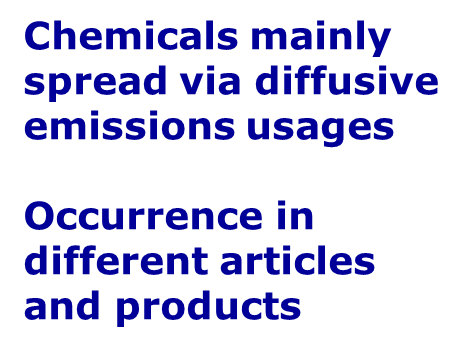 Chemicals mainly
spread via diffusive
emissions usages
Occurrence in
different articles
and products